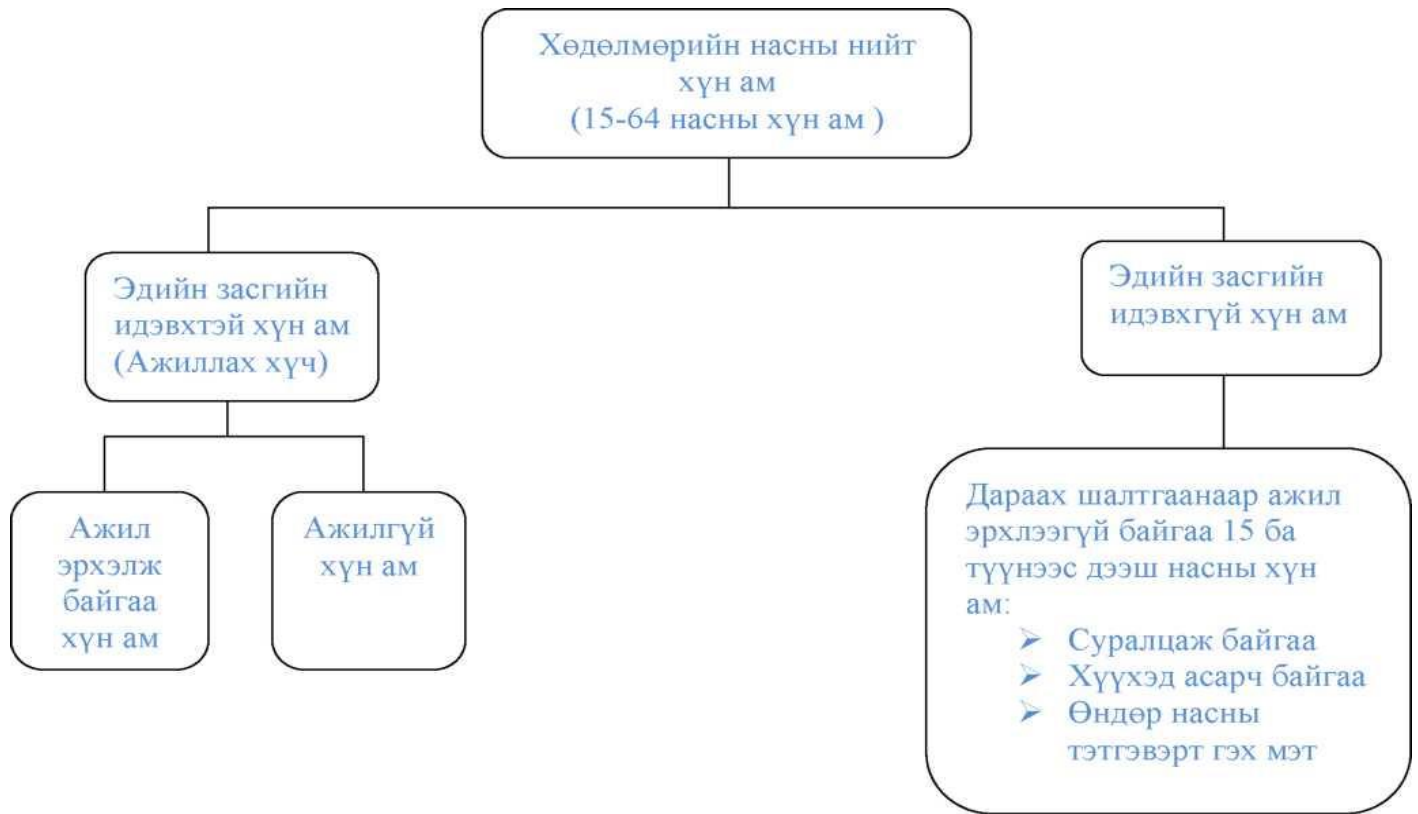 Хөдөлмөрийн насны нийт
хүн ам
(15-64 насны хүн ам )
Эдийн засгийн
идэвхтэй хүн ам
(Ажиллах хүч)
Эдийн засгийн
идэвхгүй хүн ам
Ажил
эрхэлж
байгаа
хүн ам
Ажилгүй
хүн ам
Дараах шалтгаанаар ажил
эрхлээгүй байгаа 15 ба
түүнээс дээш насны хүн
ам:
➢ Суралцаж байгаа
➢ Хүүхэд асарч байгаа
➢ Өндөр насны
тэтгэвэрт гэх мэт